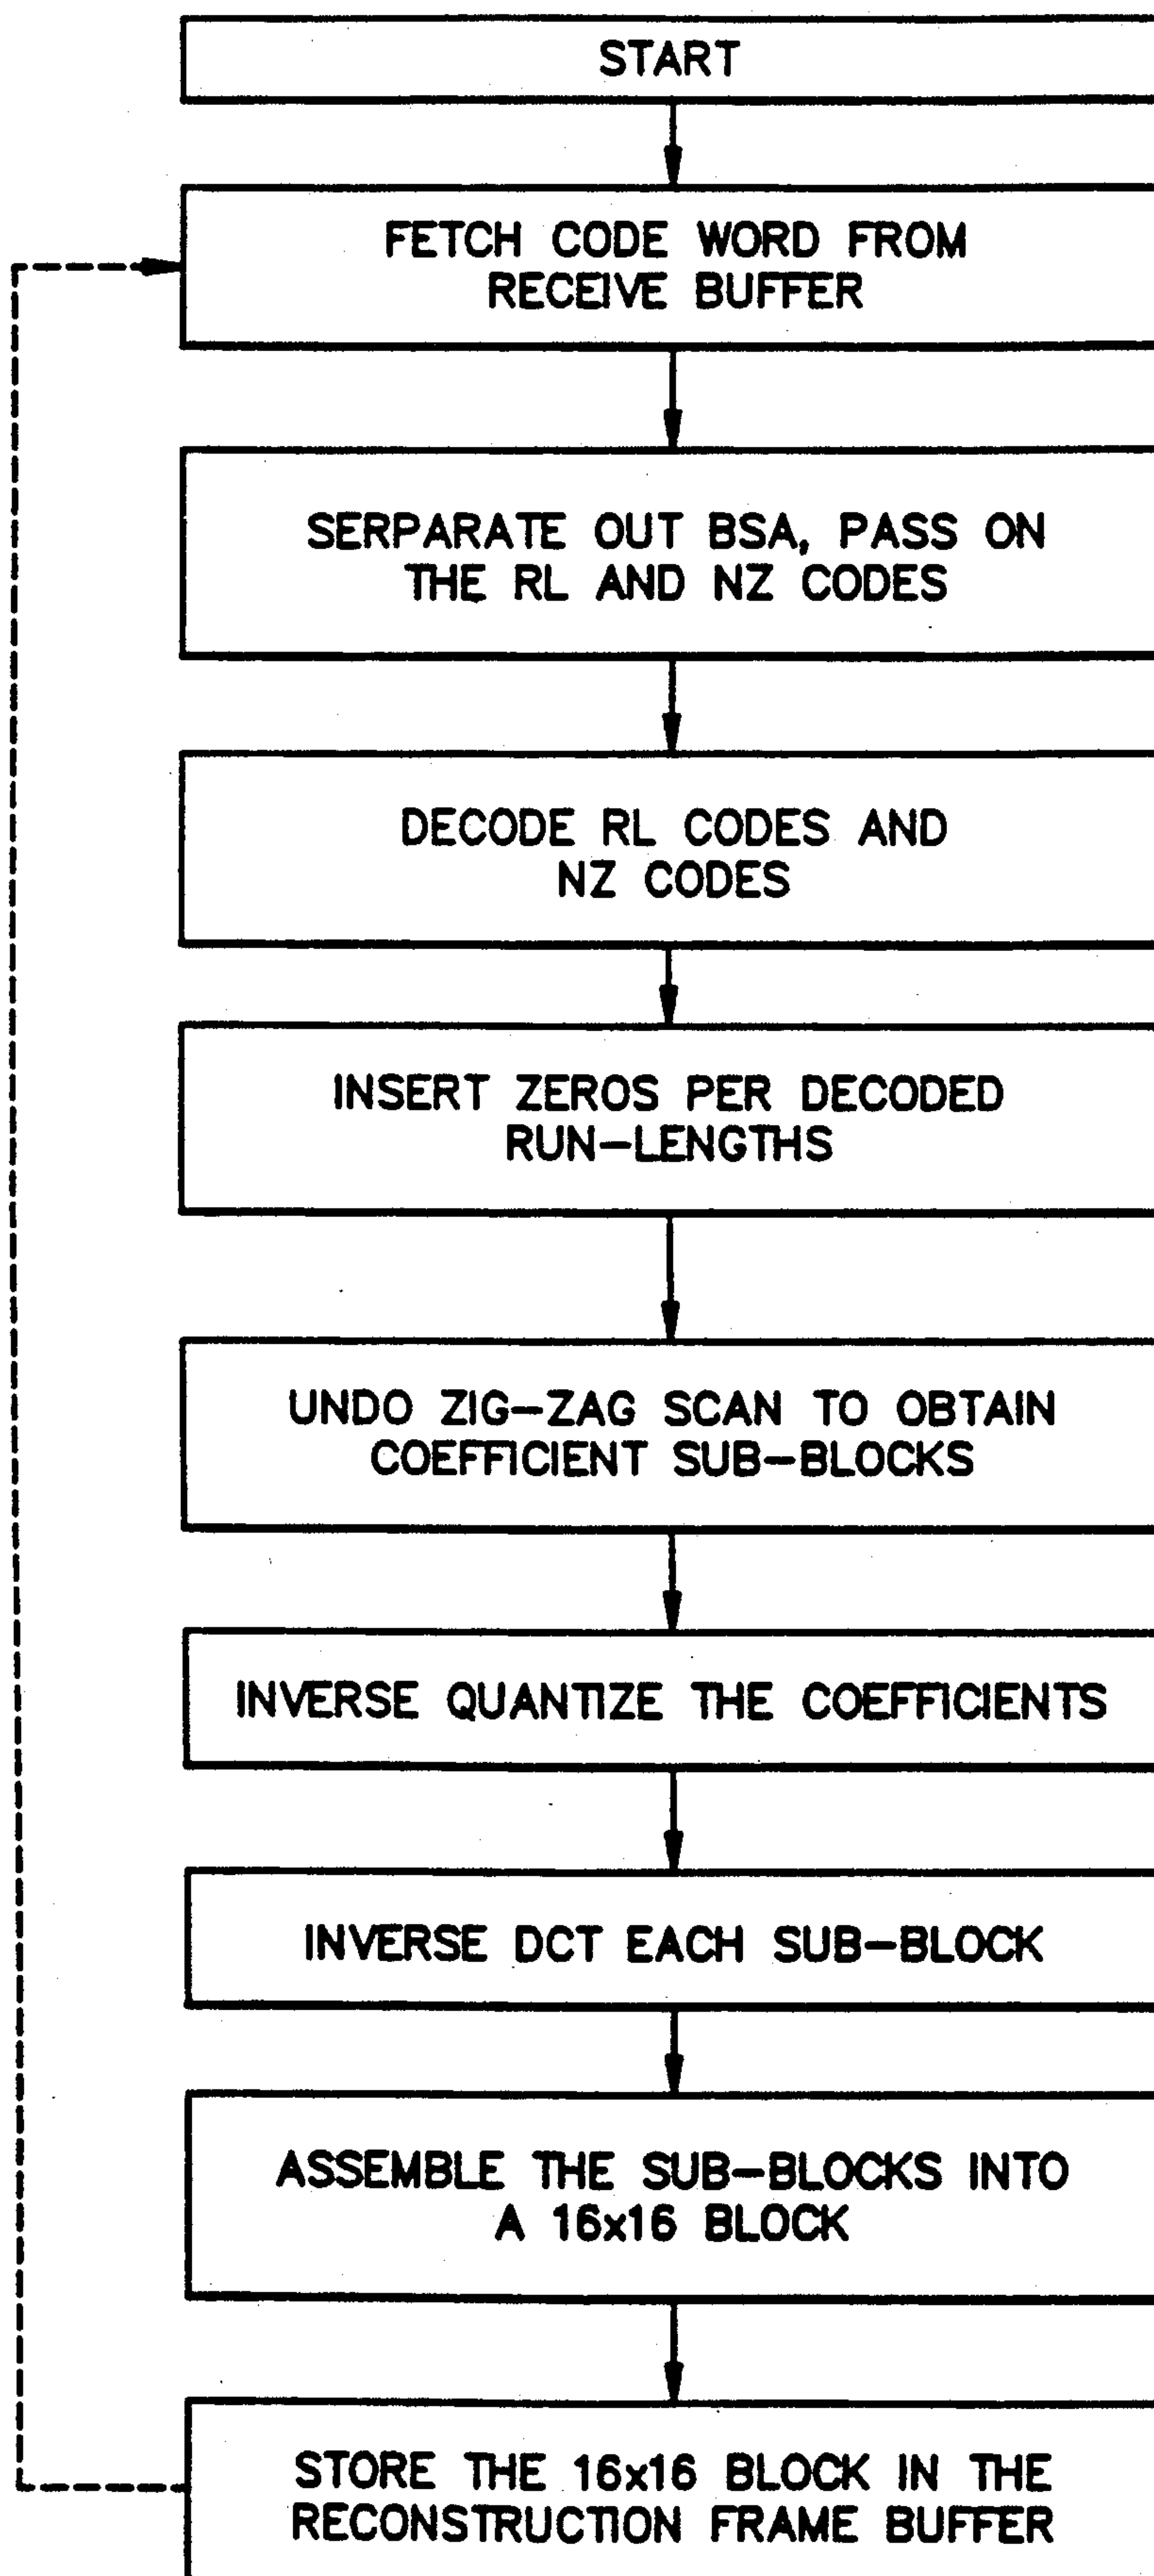 START
FETCH CODE WORD FROM
RECEIVE BUFFER
SERPARATE OUT BSA, PASS ON
THE RL AND NZ CODES
DECODE RL CODES AND
NZ CODES
INSERT ZEROS PER DECODED
RUN-LENGTHS
UNDO ZIG-ZAG SCAN TO OBTAIN
COEFFICIENT SUB-BLOCKS
INVERSE QUANTIZE THE COEFFICIENTS
INVERSE DCT EACH SUB-BLOCK
ASSEMBLE THE SUB-BLOCKS INTO
A 16x16 BLOCK
STORE THE 16x16 BLOCK IN THE
RECONSTRUCTION FRAME BUFFER